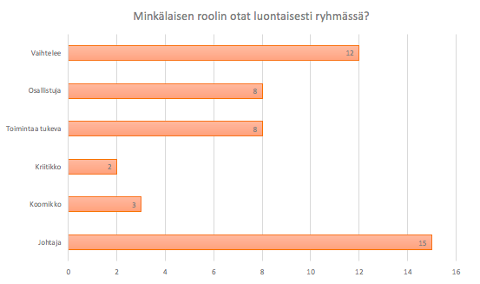 Minkälaisen roolin otat luontaisesti ryhmässä?
Vaihtelee 12
Osallistuja 8
Toimintaa tukeva 8
Kriitikko 2
Koomikko 3
Johtaja 15
0 2 4 6 8 10 12 14 16